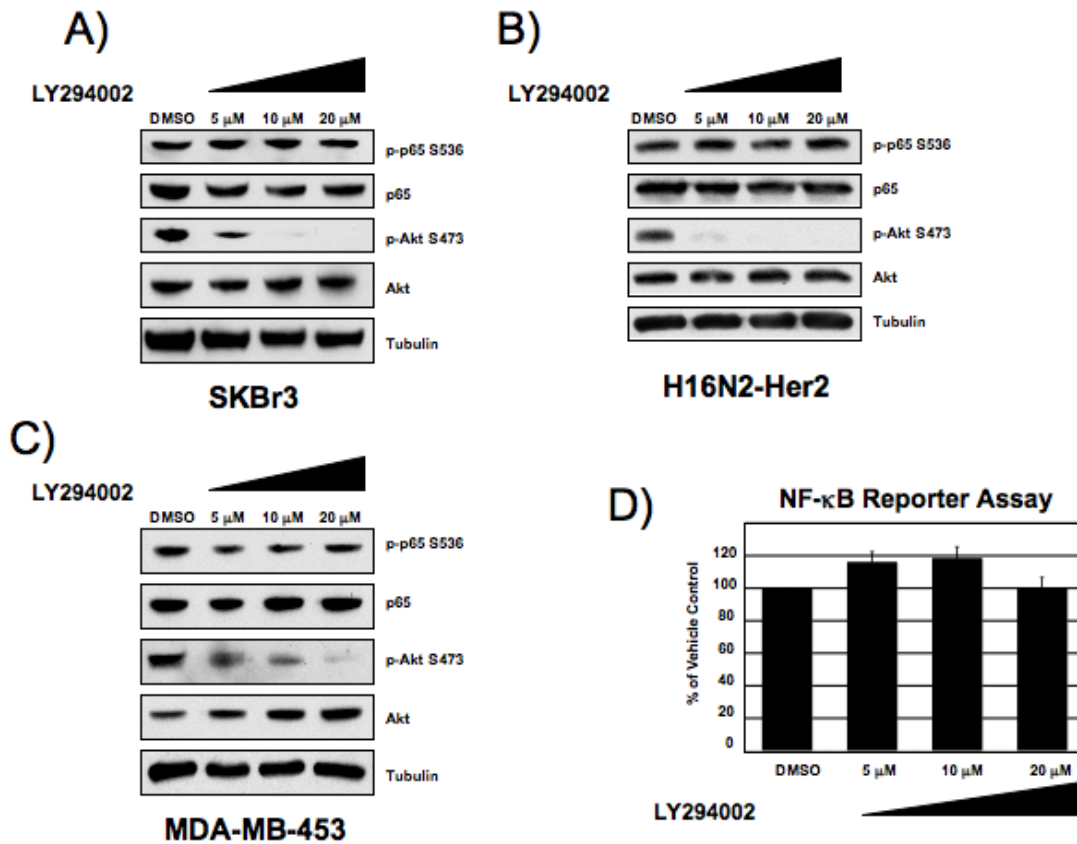 A)
LY294002
DMSO 5 µM 10 µM 20 µM
p-p65 S536
p65
p-Akt S473
Akt
Tubulin
SKBr3
B)
LY294002
DMSO 5 µM 10 µM 20 µM
p-p65 S536
p65
p-Akt S473
Akt
Tubulin
H16N2-Her2
C)
LY294002
DMSO 5 µM 10 µM 20 µM
p-p65 S536
p65
p-Akt S473
Akt
Tubulin
MDA-MB-453
D)
NF-κB Reporter Assay
% of Vehicle Control
120
100
80
60
40
20
0
DMSO 5 µM 10 µM 20 µM
LY294002